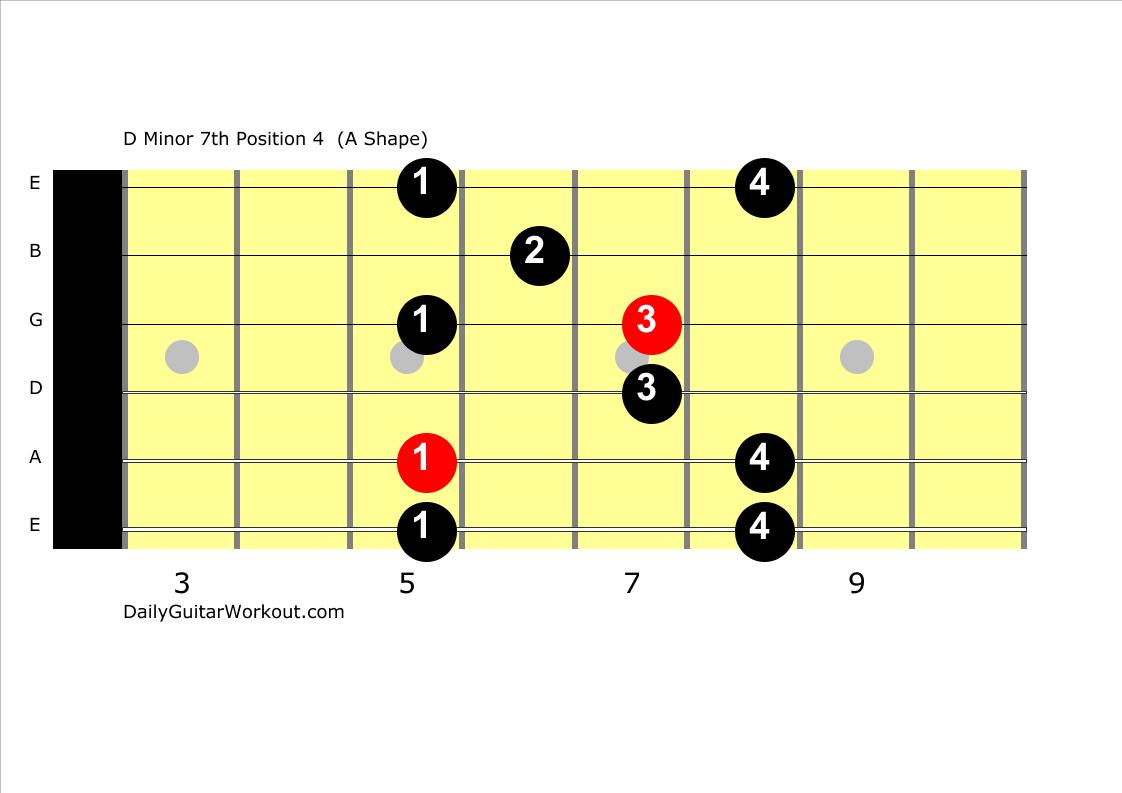 D Minor 7th Position 4  (A Shape)
E 1 4
B 2
G 1 3
D 3
A 1 4
E 1 4
3 5 7 9
DailyGuitarWorkout.com